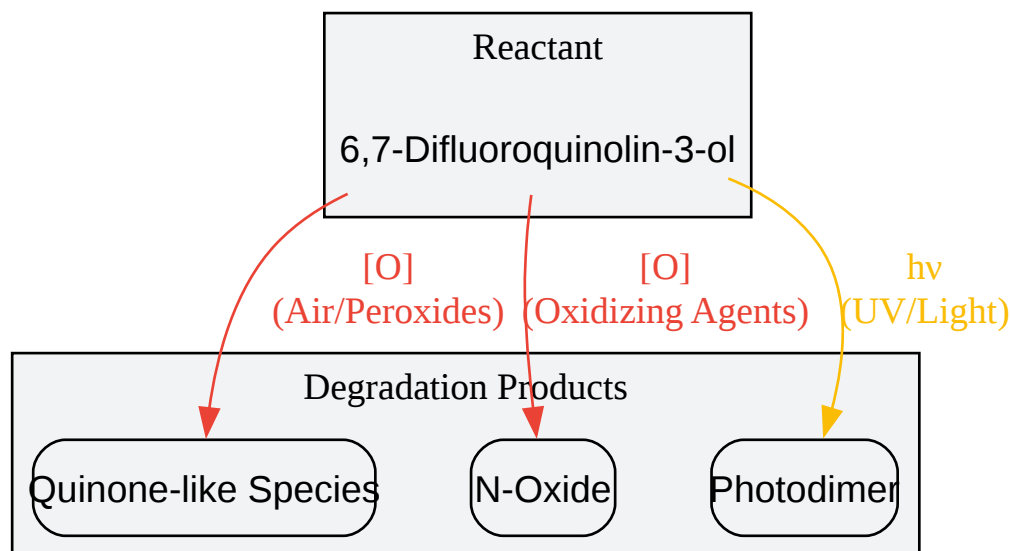 Reactant
6,7-Difluoroquinolin-3-ol
[O]
(Air/Peroxides)
[O]
(Oxidizing Agents)
hν
(UV/Light)
Degradation Products
Quinone-like Species
N-Oxide
Photodimer